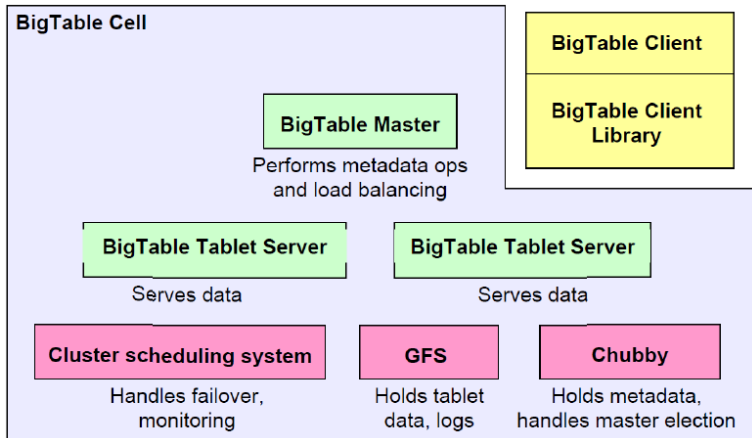 BigTable Cell
BigTable Client
BigTable Client
Library
BigTable Master
Performs metadata ops
and load balancing
BigTable Tablet Server
BigTable Tablet Server
Serves data
Serves data
Cluster scheduling system
GFS
Chubby
Handles failover,
monitoring
Holds tablet
data, logs
Holds metadata,
handles master election